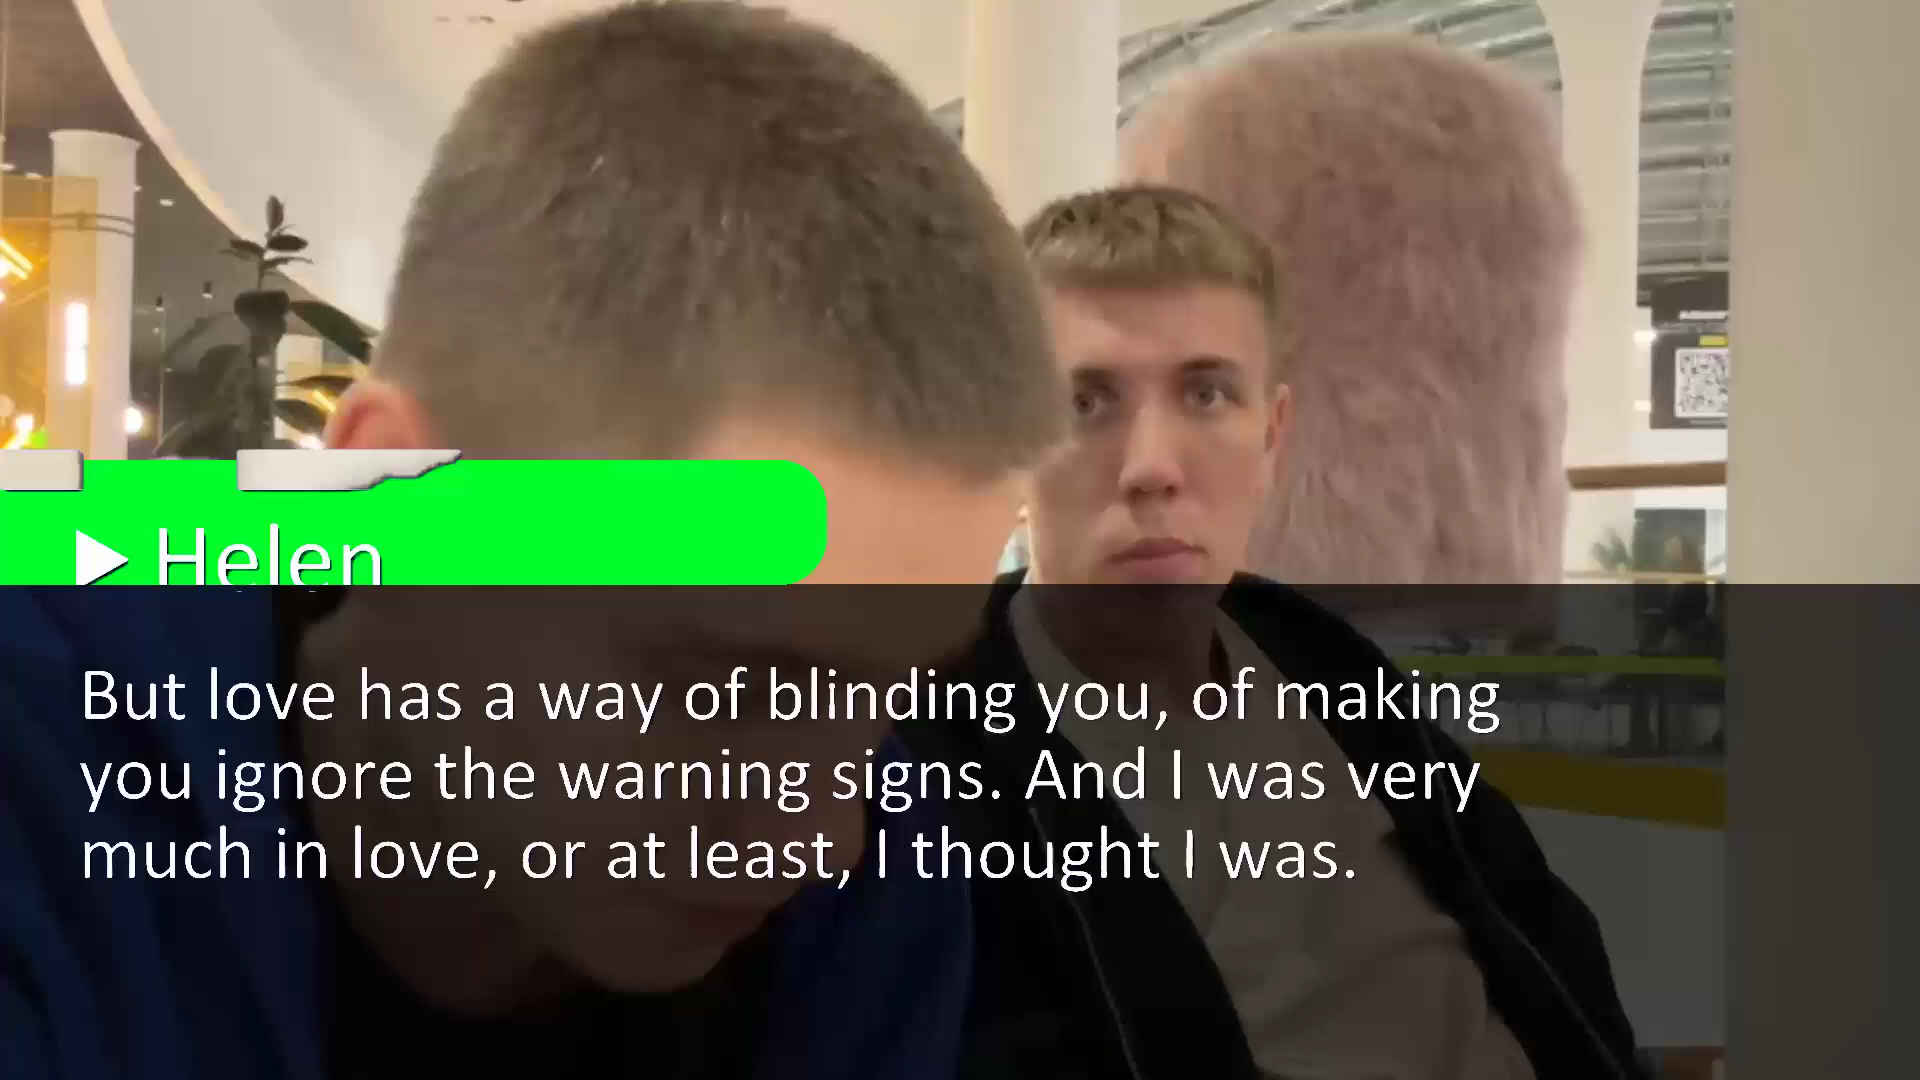 Helen
But love has a way of blinding you, of making
you ignore the warning signs. And I was very
much in love, or at least, I thought I was.